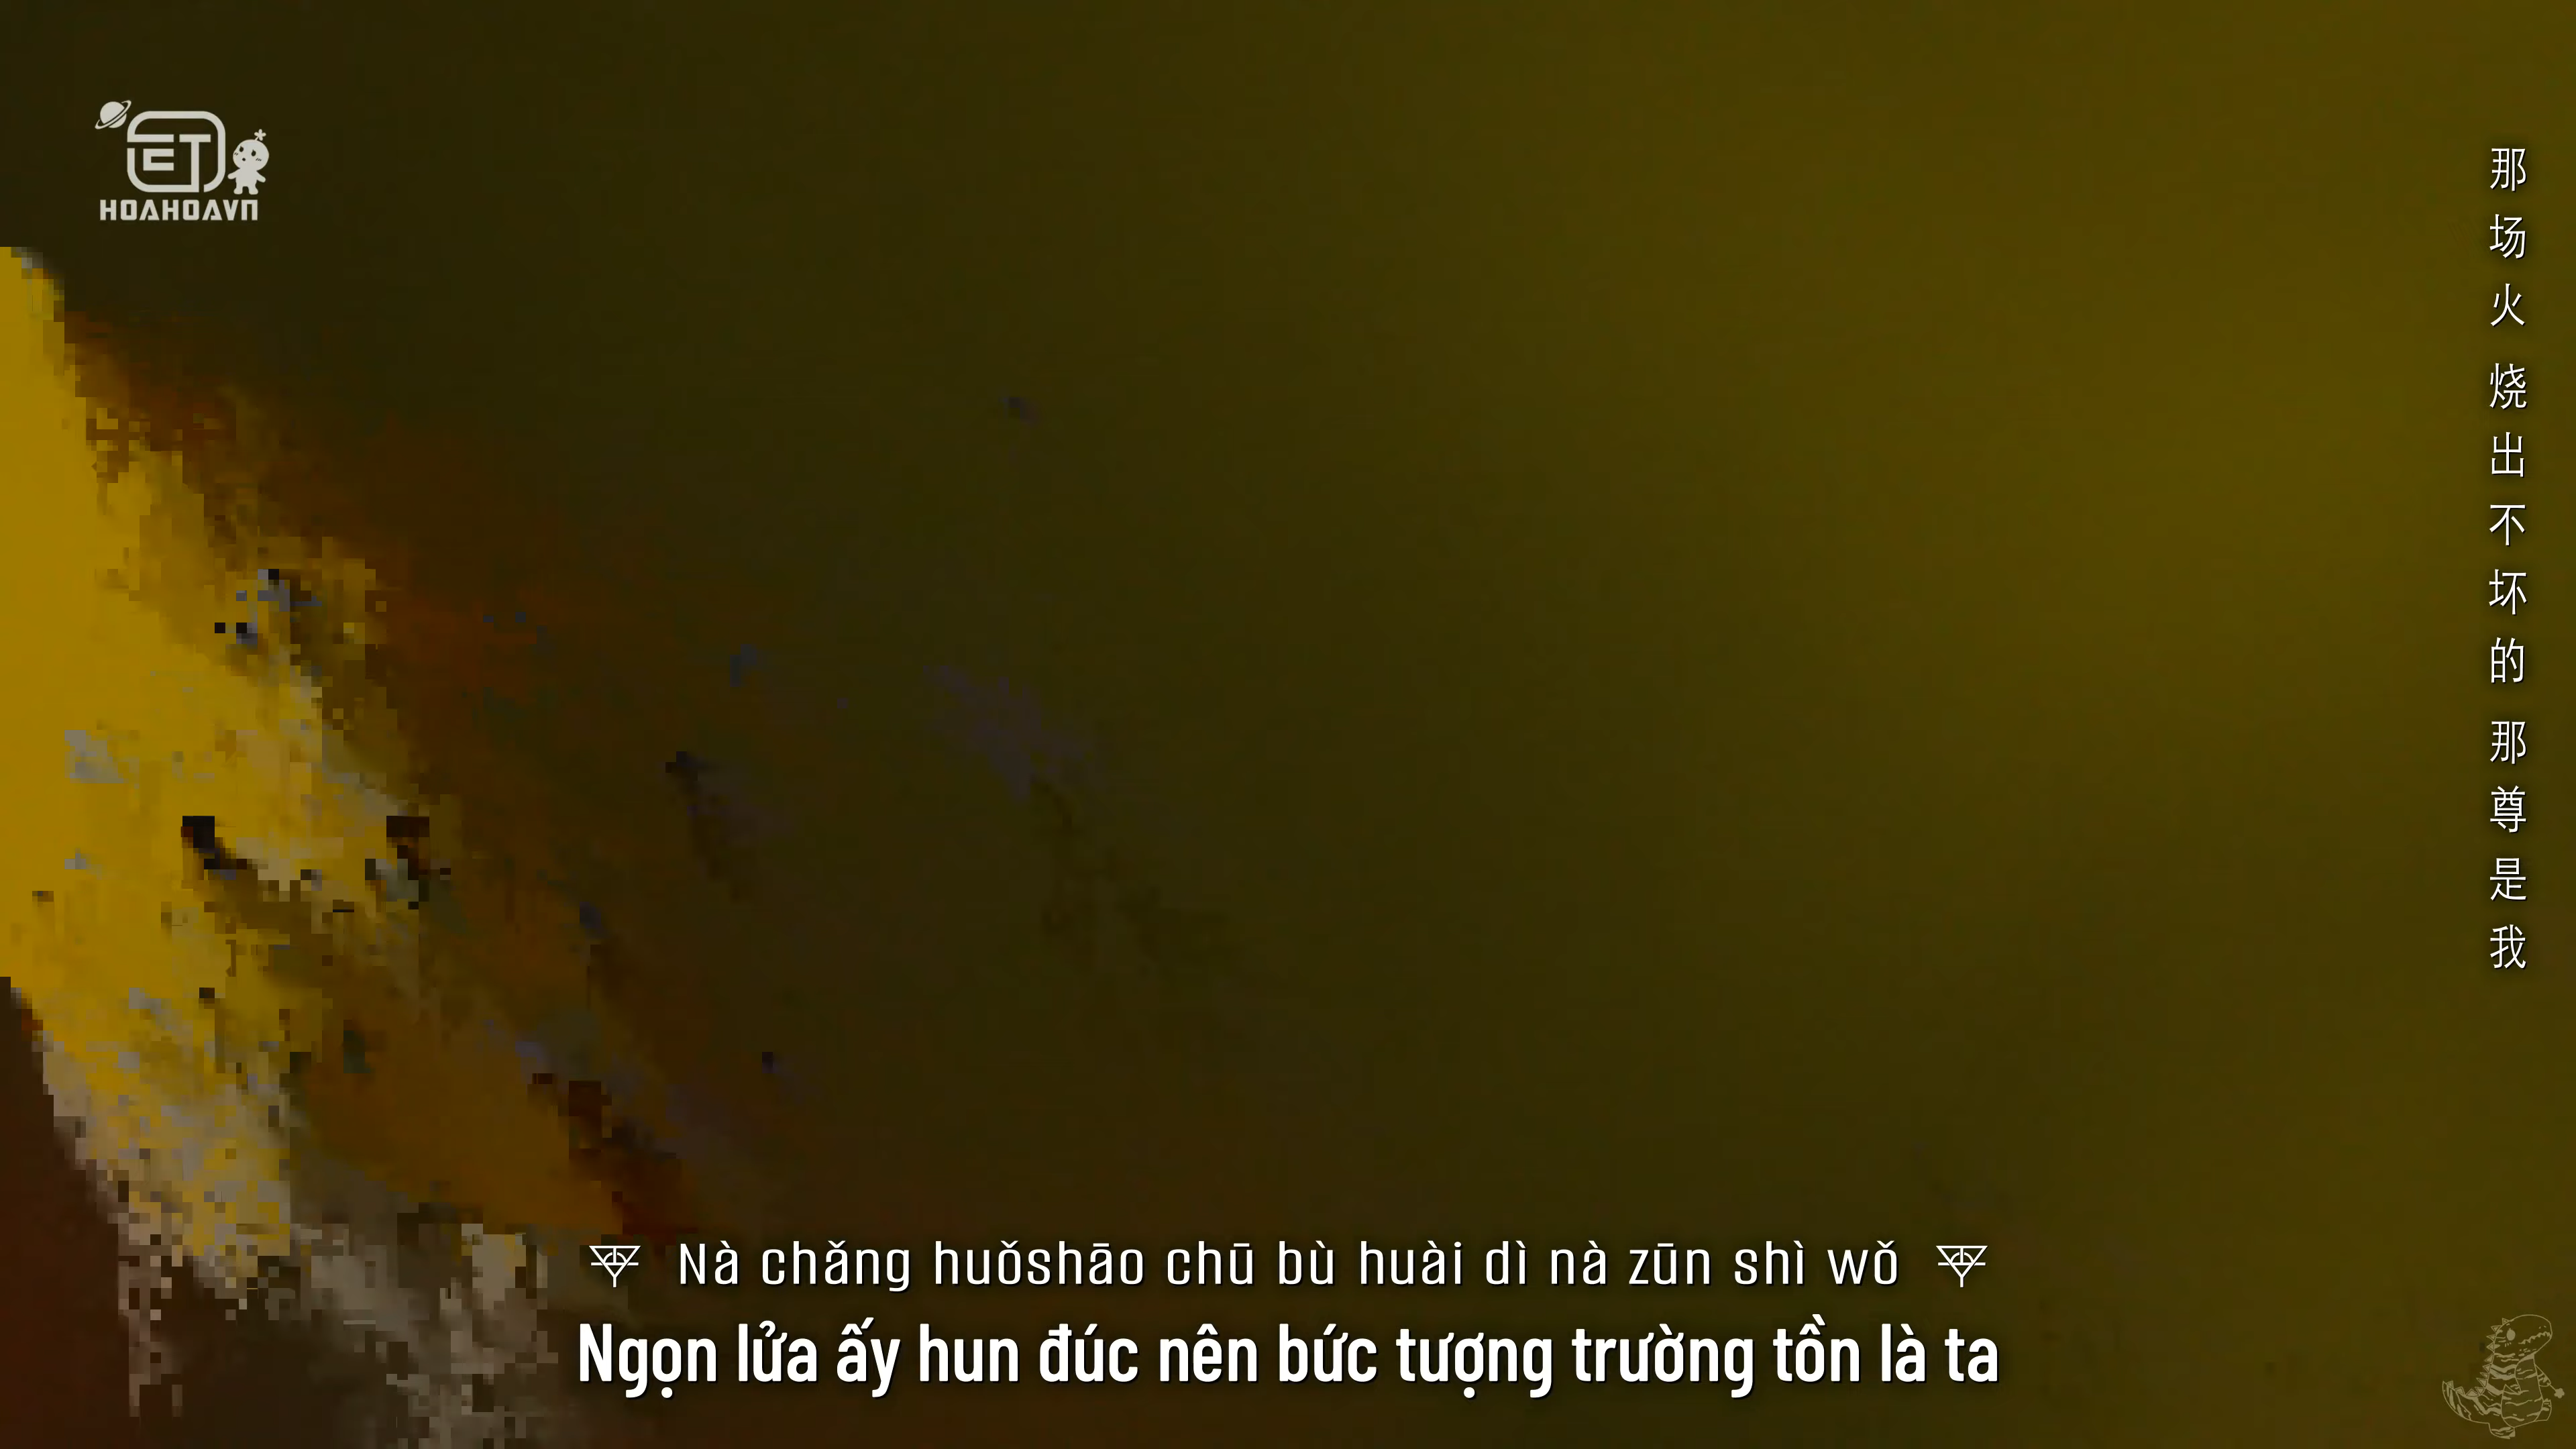 ET
HOAHOAVN
那场火 烧出不坏的 那尊是我
Nà chǎng huǒshāo chū bù huài dì nà zūn shì wǒ
Ngọn lửa ấy hun đúc nên bức tượng trường tồn là ta